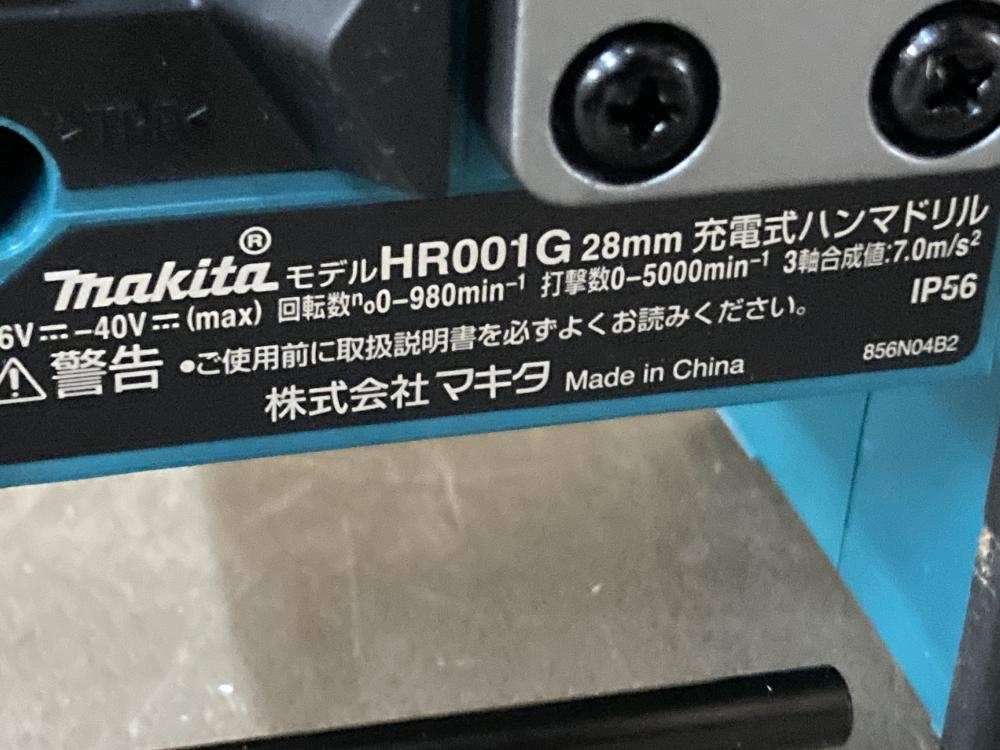 >TPE<
makita® モデルHR001G 28mm 充電式ハンマドリル
6V⎓-40V⎓(max) 回転数n₀0-980min⁻¹ 打撃数0-5000min⁻¹ 3軸合成値:7.0m/s²
IP56
⚠警告 •ご使用前に取扱説明書を必ずよくお読みください。
株式会社マキタ Made in China 856N04B2